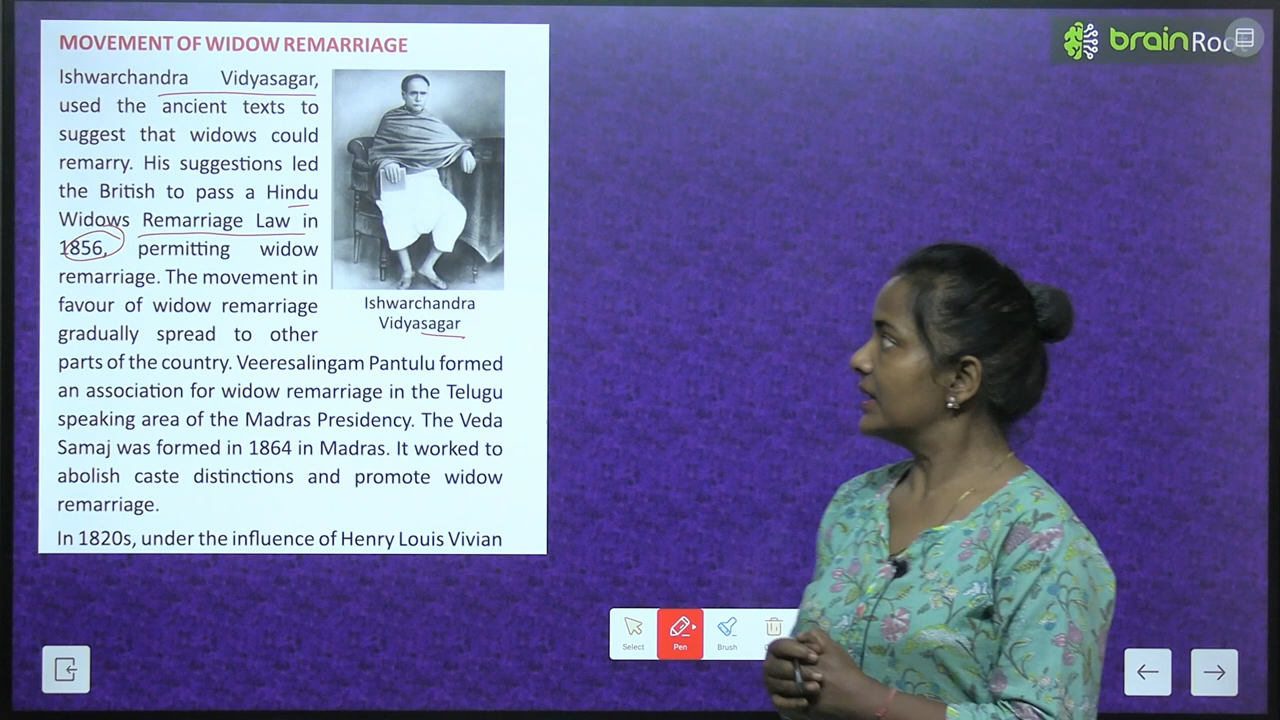 MOVEMENT OF WIDOW REMARRIAGE
Ishwarchandra Vidyasagar,
used the ancient texts to
suggest that widows could
remarry. His suggestions led
the British to pass a Hindu
Widows Remarriage Law in
1856, permitting widow
remarriage. The movement in
favour of widow remarriage
gradually spread to other
parts of the country. Veeresalingam Pantulu formed
an association for widow remarriage in the Telugu
speaking area of the Madras Presidency. The Veda
Samaj was formed in 1864 in Madras. It worked to
abolish caste distinctions and promote widow
remarriage.
In 1820s, under the influence of Henry Louis Vivian
Ishwarchandra
Vidyasagar
brain
Select
Pen
Brush